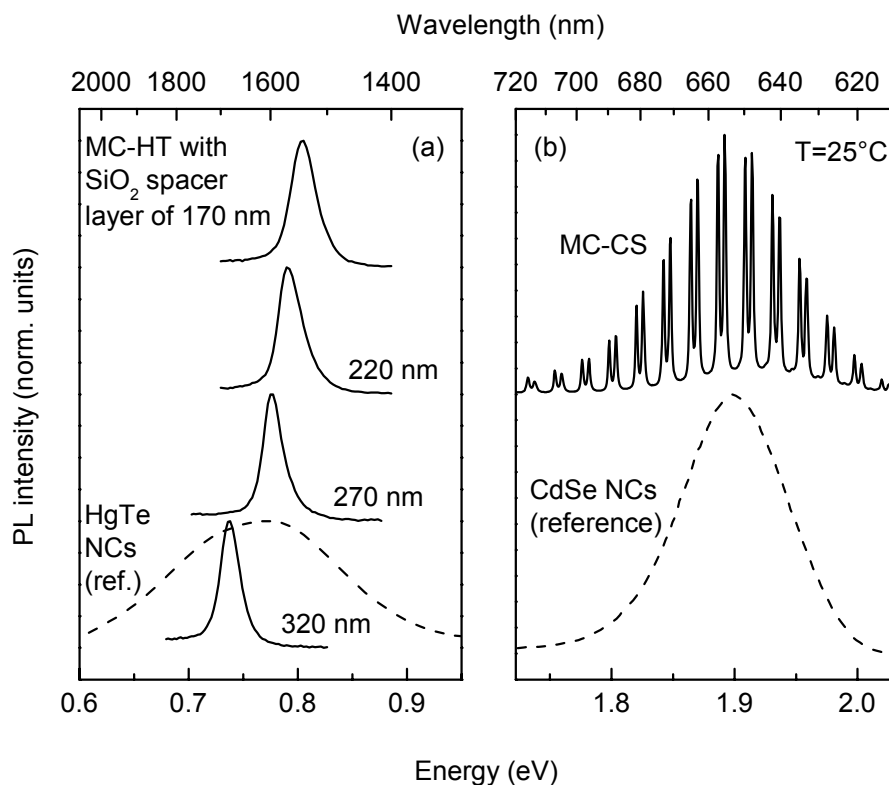 Wavelength (nm)
2000 1800 1600 1400
720 700 680 660 640 620
MC-HT with
SiO₂ spacer
layer of 170 nm
(a)
220 nm
270 nm
HgTe
NCs
(ref.)
320 nm
(b)
T=25°C
MC-CS
CdSe NCs
(reference)
PL intensity (norm. units)
0.6 0.7 0.8 0.9
1.8 1.9 2.0
Energy (eV)